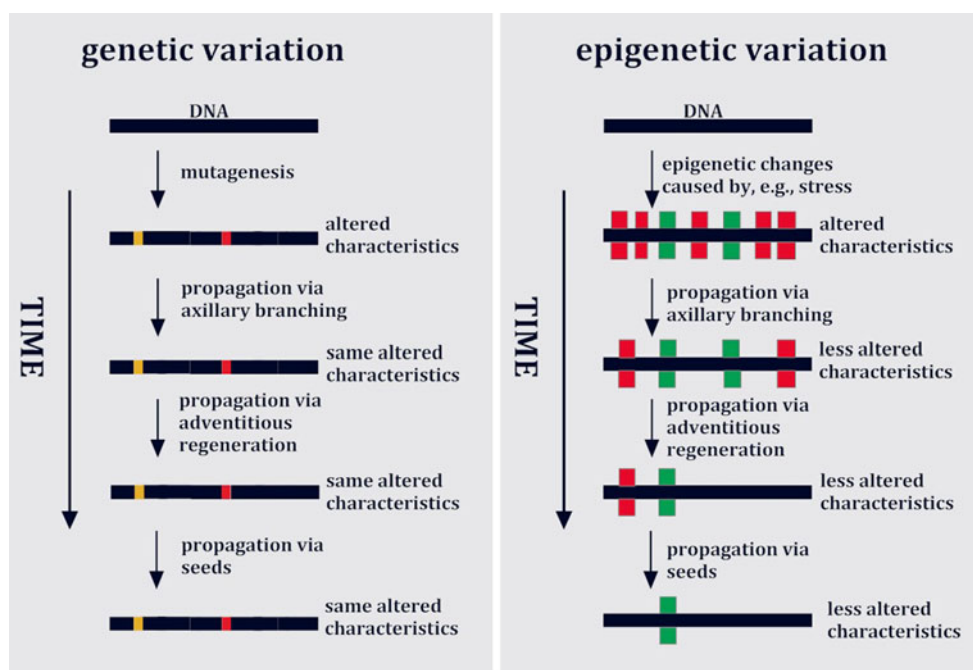 genetic variation
DNA
mutagenesis
altered
characteristics
propagation via
axillary branching
same altered
characteristics
propagation via
adventitious
regeneration
same altered
characteristics
propagation via
seeds
same altered
characteristics
TIME
epigenetic variation
DNA
epigenetic changes
caused by, e.g., stress
altered
characteristics
propagation via
axillary branching
less altered
characteristics
propagation via
adventitious
regeneration
less altered
characteristics
propagation via
seeds
less altered
characteristics
TIME